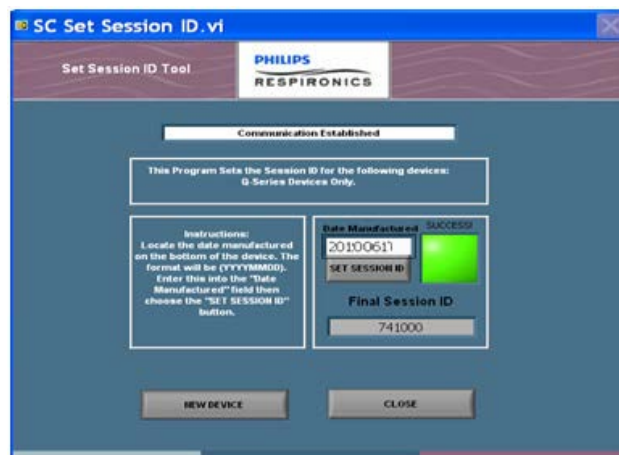 SC Set Session ID.vi
Set Session ID Tool
PHILIPS
RESPIRONICS
Communication Established
This Program Sets the Session ID for the following devices:
Q-Series Devices Only.
Instructions:
Locate the date manufactured
on the bottom of the device. The
format will be (YYYYMMDD).
Enter this into the "Date
Manufactured" field then
choose the "SET SESSION ID"
button.
Date Manufactured
SUCCESS!
20100617
SET SESSION ID
Final Session ID
741000
NEW DEVICE
CLOSE